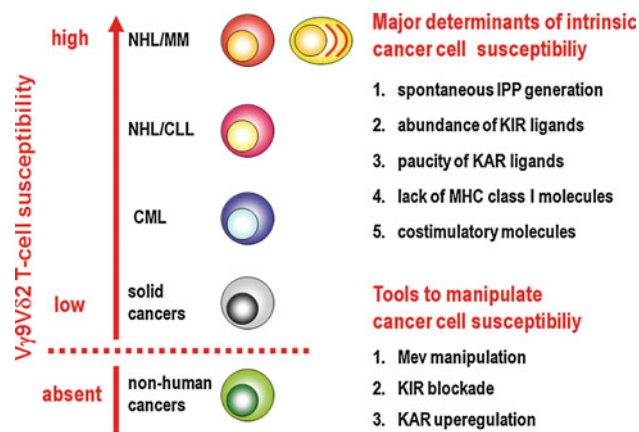 Vγ9Vδ2 T-cell susceptibility
high
NHL/MM
NHL/CLL
CML
low
solid
cancers
absent
non-human
cancers
Major determinants of intrinsic
cancer cell susceptibiliy
1. spontaneous IPP generation
2. abundance of KIR ligands
3. paucity of KAR ligands
4. lack of MHC class I molecules
5. costimulatory molecules
Tools to manipulate
cancer cell susceptibiliy
1. Mev manipulation
2. KIR blockade
3. KAR uperegulation